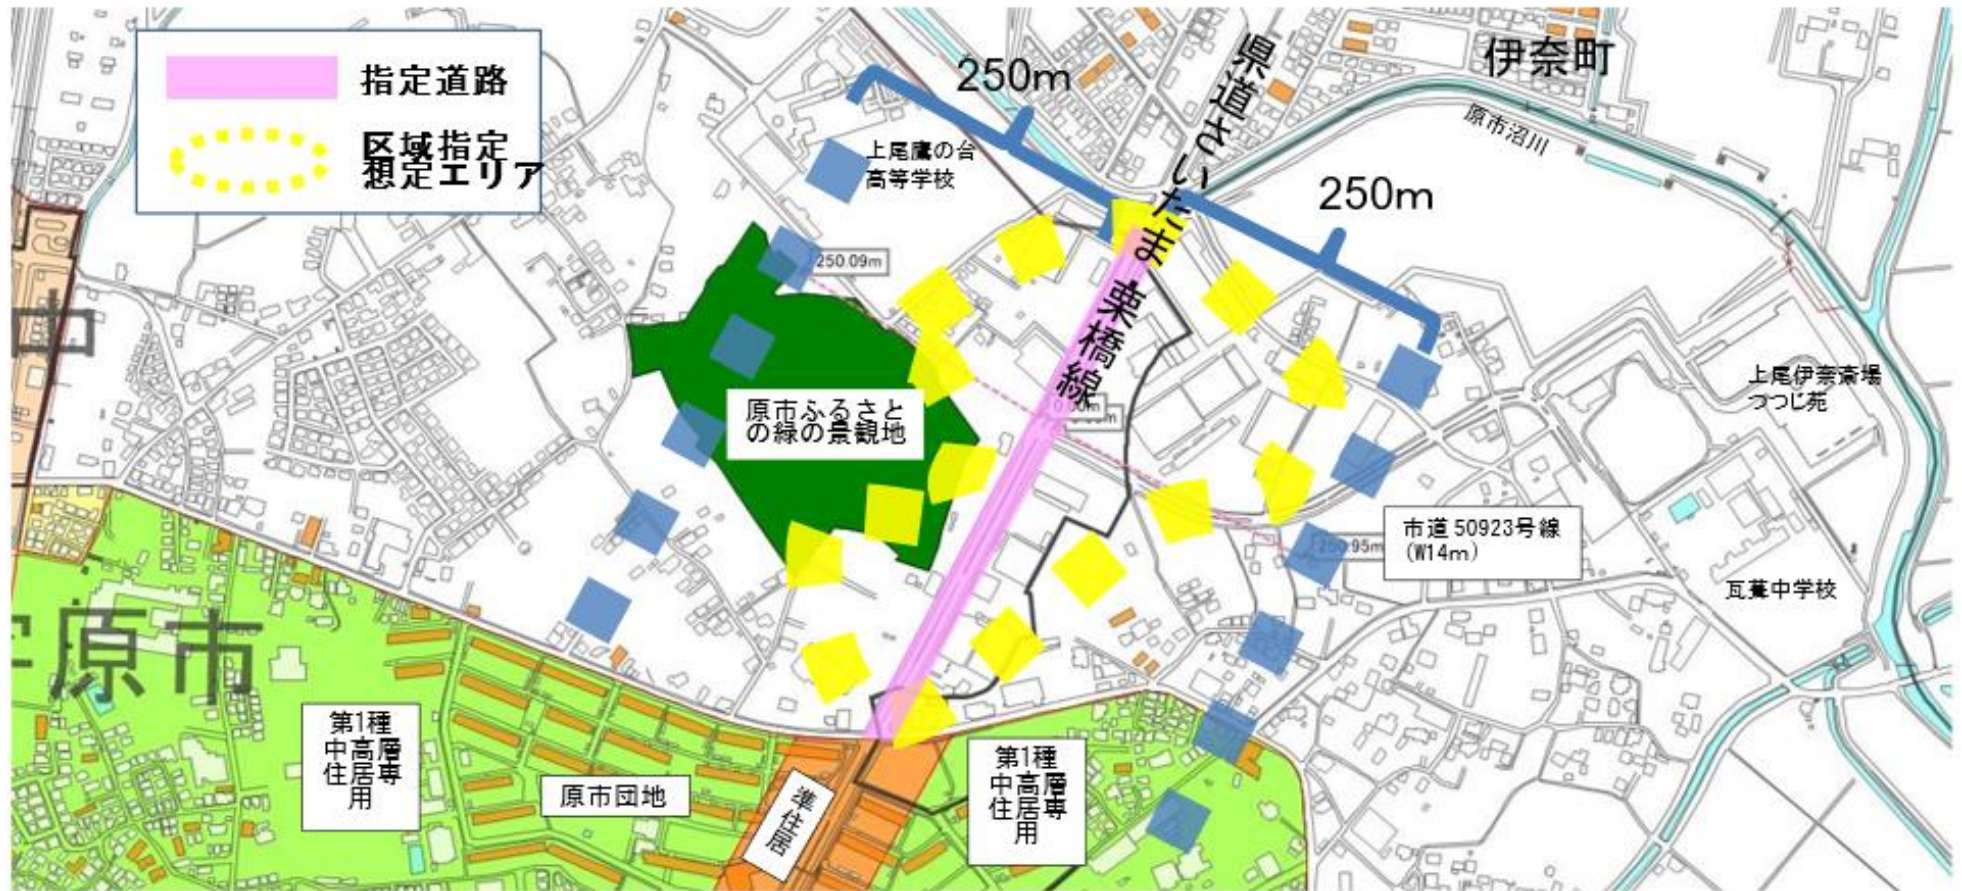 指定道路
区域指定
想定エリア
250m
県道さいたま栗橋線
伊奈町
原市沼川
上尾鷹の台
高等学校
250m
250.09m
中
原市ふるさと
の緑の景観地
上尾伊奈斎場
つつじ苑
市道50923号線
(W14m)
250.95m
瓦葺中学校
原市
第1種
中高層
住居専
用
原市団地
準住居
第1種
中高層
住居専
用